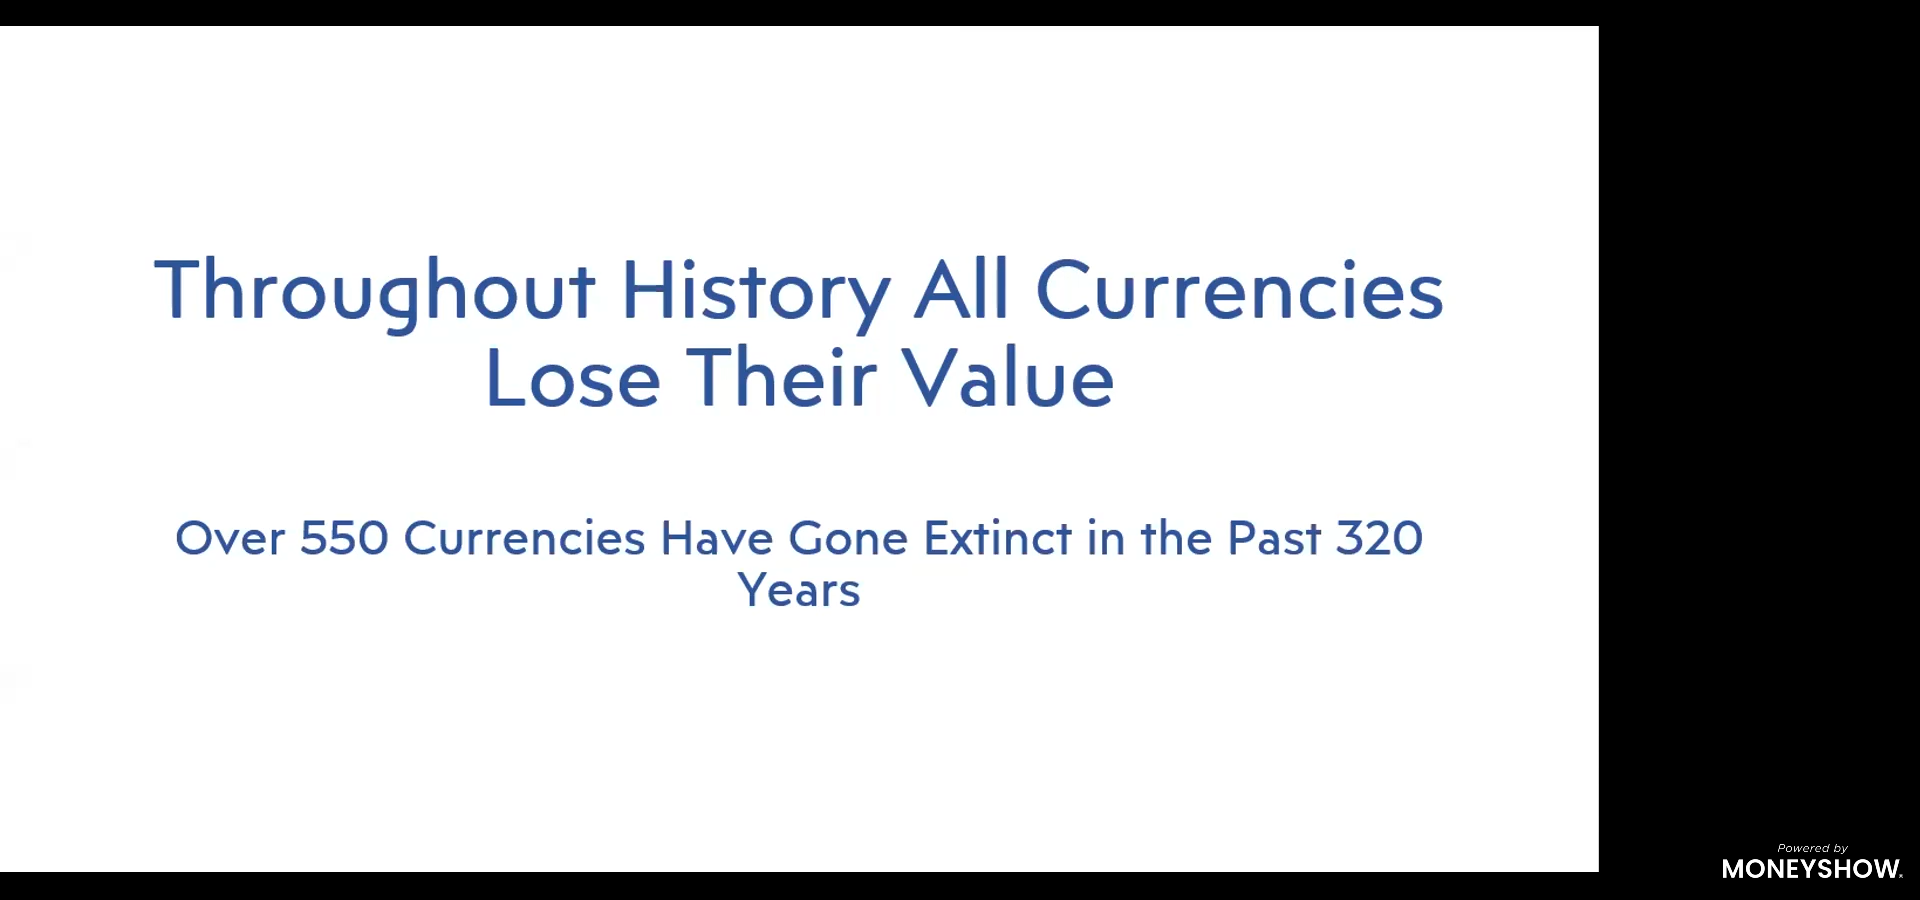 Throughout History All Currencies
Lose Their Value
Over 550 Currencies Have Gone Extinct in the Past 320
Years
Powered by
MONEYSHOW.